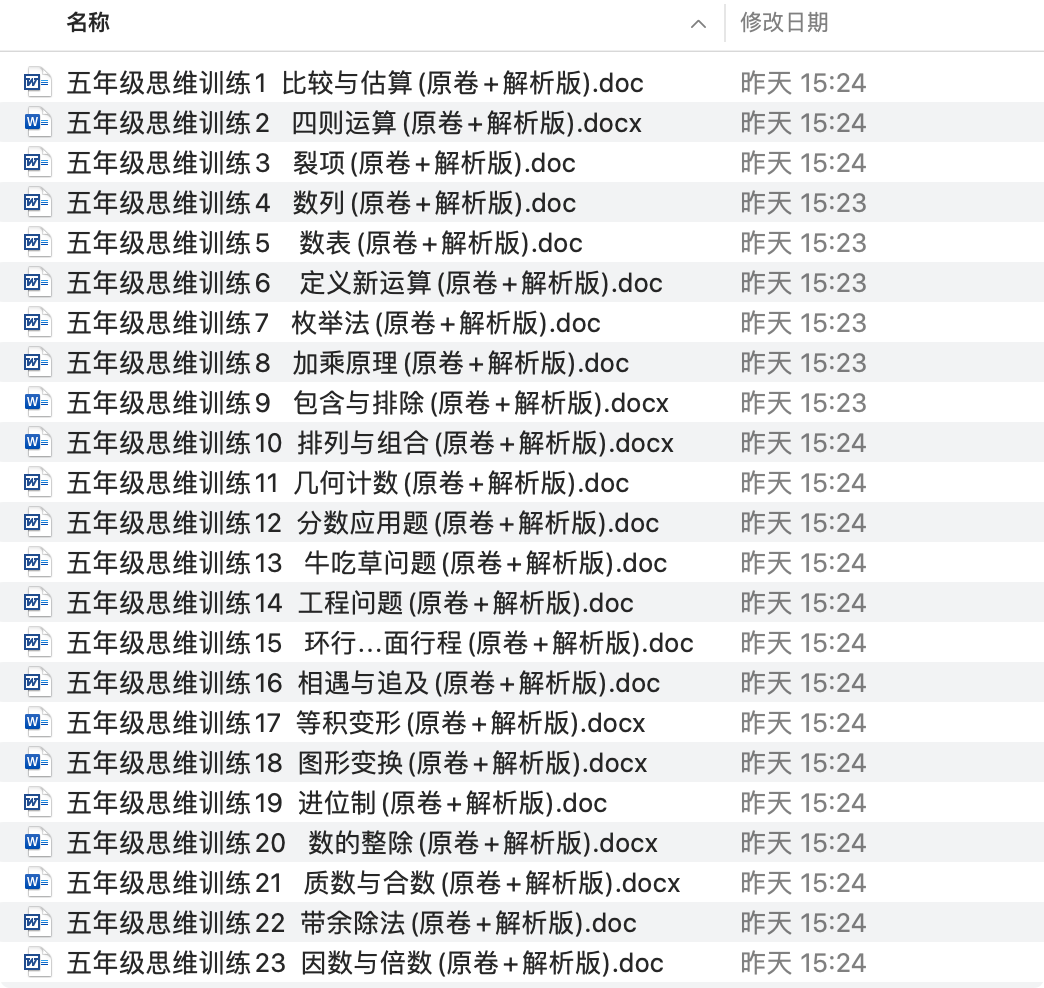 名称 修改日期
五年级思维训练1 比较与估算(原卷+解析版).doc 昨天 15:24
五年级思维训练2 四则运算(原卷+解析版).docx 昨天 15:24
五年级思维训练3 裂项(原卷+解析版).doc 昨天 15:24
五年级思维训练4 数列(原卷+解析版).doc 昨天 15:23
五年级思维训练5 数表(原卷+解析版).doc 昨天 15:23
五年级思维训练6 定义新运算(原卷+解析版).doc 昨天 15:23
五年级思维训练7 枚举法(原卷+解析版).doc 昨天 15:23
五年级思维训练8 加乘原理(原卷+解析版).doc 昨天 15:23
五年级思维训练9 包含与排除(原卷+解析版).docx 昨天 15:23
五年级思维训练10 排列与组合(原卷+解析版).docx 昨天 15:24
五年级思维训练11 几何计数(原卷+解析版).doc 昨天 15:24
五年级思维训练12 分数应用题(原卷+解析版).doc 昨天 15:24
五年级思维训练13 牛吃草问题(原卷+解析版).doc 昨天 15:24
五年级思维训练14 工程问题(原卷+解析版).doc 昨天 15:24
五年级思维训练15 环行...面行程(原卷+解析版).doc 昨天 15:24
五年级思维训练16 相遇与追及(原卷+解析版).doc 昨天 15:24
五年级思维训练17 等积变形(原卷+解析版).docx 昨天 15:24
五年级思维训练18 图形变换(原卷+解析版).docx 昨天 15:24
五年级思维训练19 进位制(原卷+解析版).doc 昨天 15:24
五年级思维训练20 数的整除(原卷+解析版).docx 昨天 15:24
五年级思维训练21 质数与合数(原卷+解析版).docx 昨天 15:24
五年级思维训练22 带余除法(原卷+解析版).doc 昨天 15:24
五年级思维训练23 因数与倍数(原卷+解析版).doc 昨天 15:24